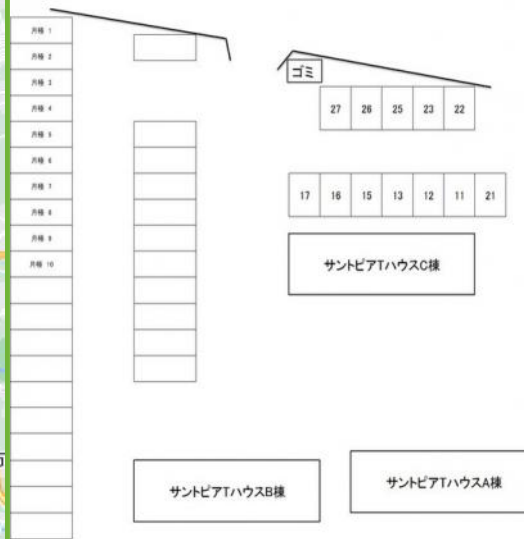 月極 1
月極 2
月極 3
月極 4
月極 5
月極 6
月極 7
月極 8
月極 9
月極 10
ゴミ
27 26 25 23 22
17 16 15 13 12 11 21
サントピアTハウスC棟
サントピアTハウスB棟
サントピアTハウスA棟